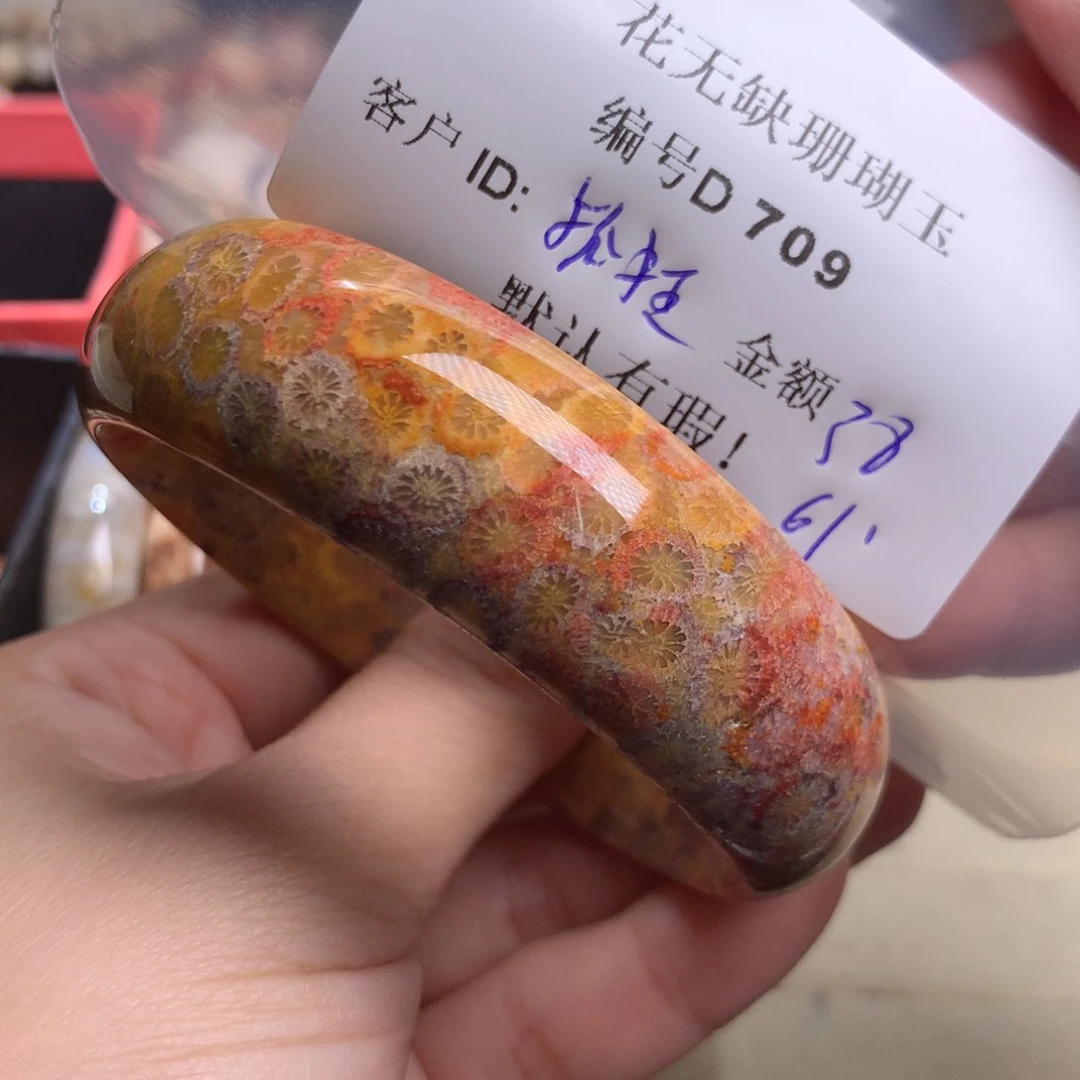 花无缺珊瑚玉
编号D 709
客户 ID:
金额 38
默认有瑕！
61.